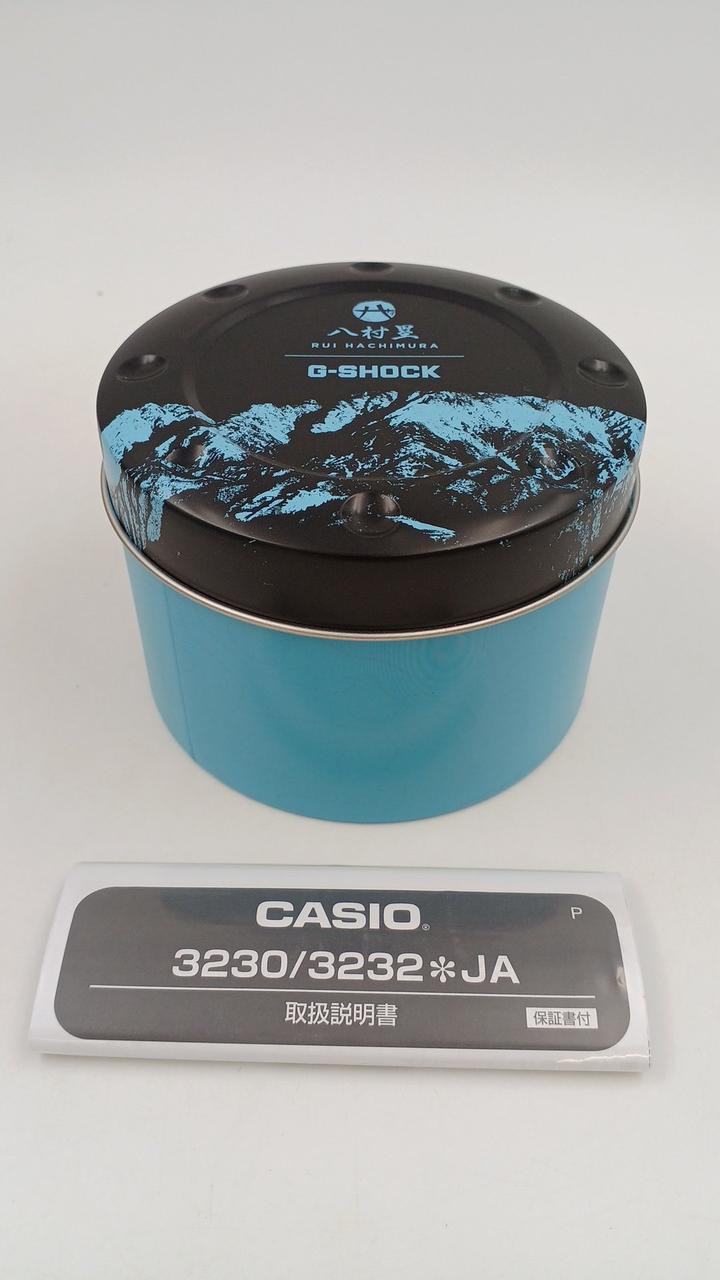 八村塁
RUI HACHIMURA
G-SHOCK
CASIO®
P
3230/3232✻JA
取扱説明書
保証書付